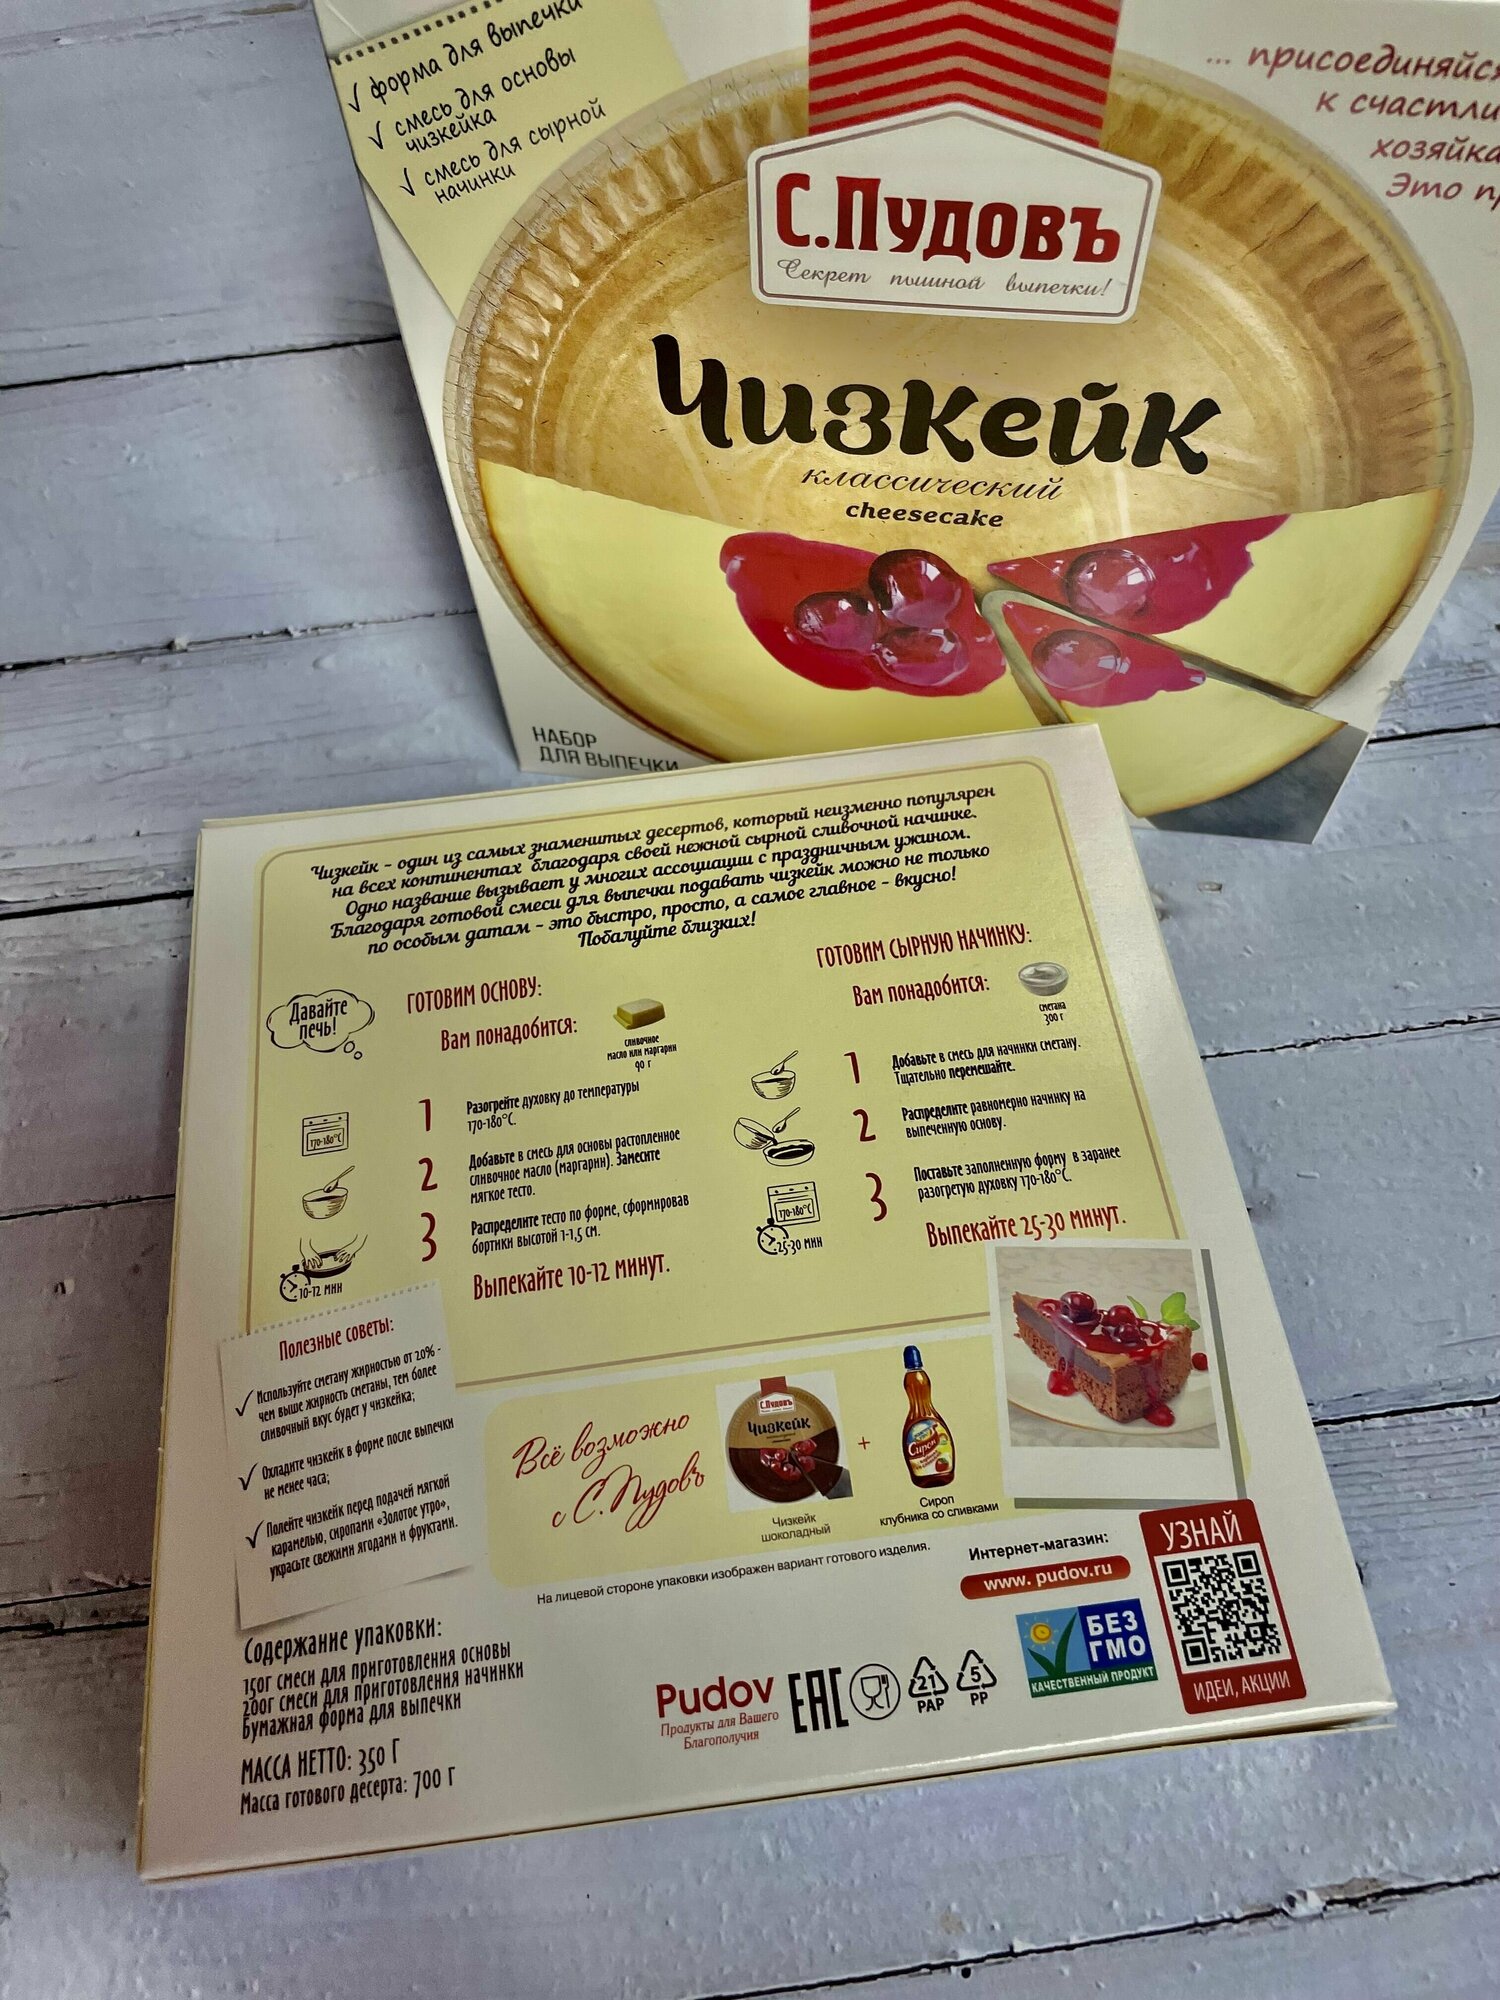 ✓ форма для выпечки
✓ смесь для основы
чизкейка
✓ смесь для сырной
начинки
... присоединяйся
к счастли
хозяйка
Это пр
С.ПУДОВЪ
Секрет пышной выпечки!
Чизкейк
классический
cheesecake
НАБОР
ДЛЯ ВЫПЕЧКИ
Чизкейк – один из самых знаменитых десертов, который неизменно популярен
на всех континентах благодаря своей нежной сырной сливочной начинке.
Одно название вызывает у многих ассоциации с праздничным ужином.
Благодаря готовой смеси для выпечки подавать чизкейк можно не только
по особым датам – это быстро, просто, а самое главное – вкусно!
Побалуйте близких!
Давайте
печь!
ГОТОВИМ ОСНОВУ:
Вам понадобится:
сливочное
масло или маргарин
90 г
1 Разогрейте духовку до температуры
170-180°С.
170-180°С
2 Добавьте в смесь для основы растопленное
сливочное масло (маргарин). Замесите
мягкое тесто.
3 Распределите тесто по форме, сформировав
бортики высотой 1-1,5 см.
10-12 мин
Выпекайте 10-12 минут.
ГОТОВИМ СЫРНУЮ НАЧИНКУ:
Вам понадобится:
сметана
300 г
1 Добавьте в смесь для начинки сметану.
Тщательно перемешайте.
2 Распределите равномерно начинку на
выпеченную основу.
3 Поставьте заполненную форму в заранее
разогретую духовку 170-180°С.
170-180°С
25-30 мин
Выпекайте 25-30 минут.
Полезные советы:
✓ Используйте сметану жирностью от 20% -
чем выше жирность сметаны, тем более
сливочный вкус будет у чизкейка;
✓ Охладите чизкейк в форме после выпечки
не менее часа;
✓ Полейте чизкейк перед подачей мягкой
карамелью, сиропами «Золотое утро»,
украсьте свежими ягодами и фруктами.
Всё возможно
с С.Пудовъ
С.ПУДОВЪ
Чизкейк
Чизкейк
шоколадный
+
Сироп
Сироп
клубника со сливками
На лицевой стороне упаковки изображен вариант готового изделия.
Интернет-магазин:
www. pudov.ru
УЗНАЙ
ИДЕИ, АКЦИИ
БЕЗ
ГМО
КАЧЕСТВЕННЫЙ ПРОДУКТ
Содержание упаковки:
150г смеси для приготовления основы
200г смеси для приготовления начинки
Бумажная форма для выпечки
МАССА НЕТТО: 350 Г
Масса готового десерта: 700 Г
Pudov
Продукты для Вашего
Благополучия
ЕАС
21
PAP
5
PP